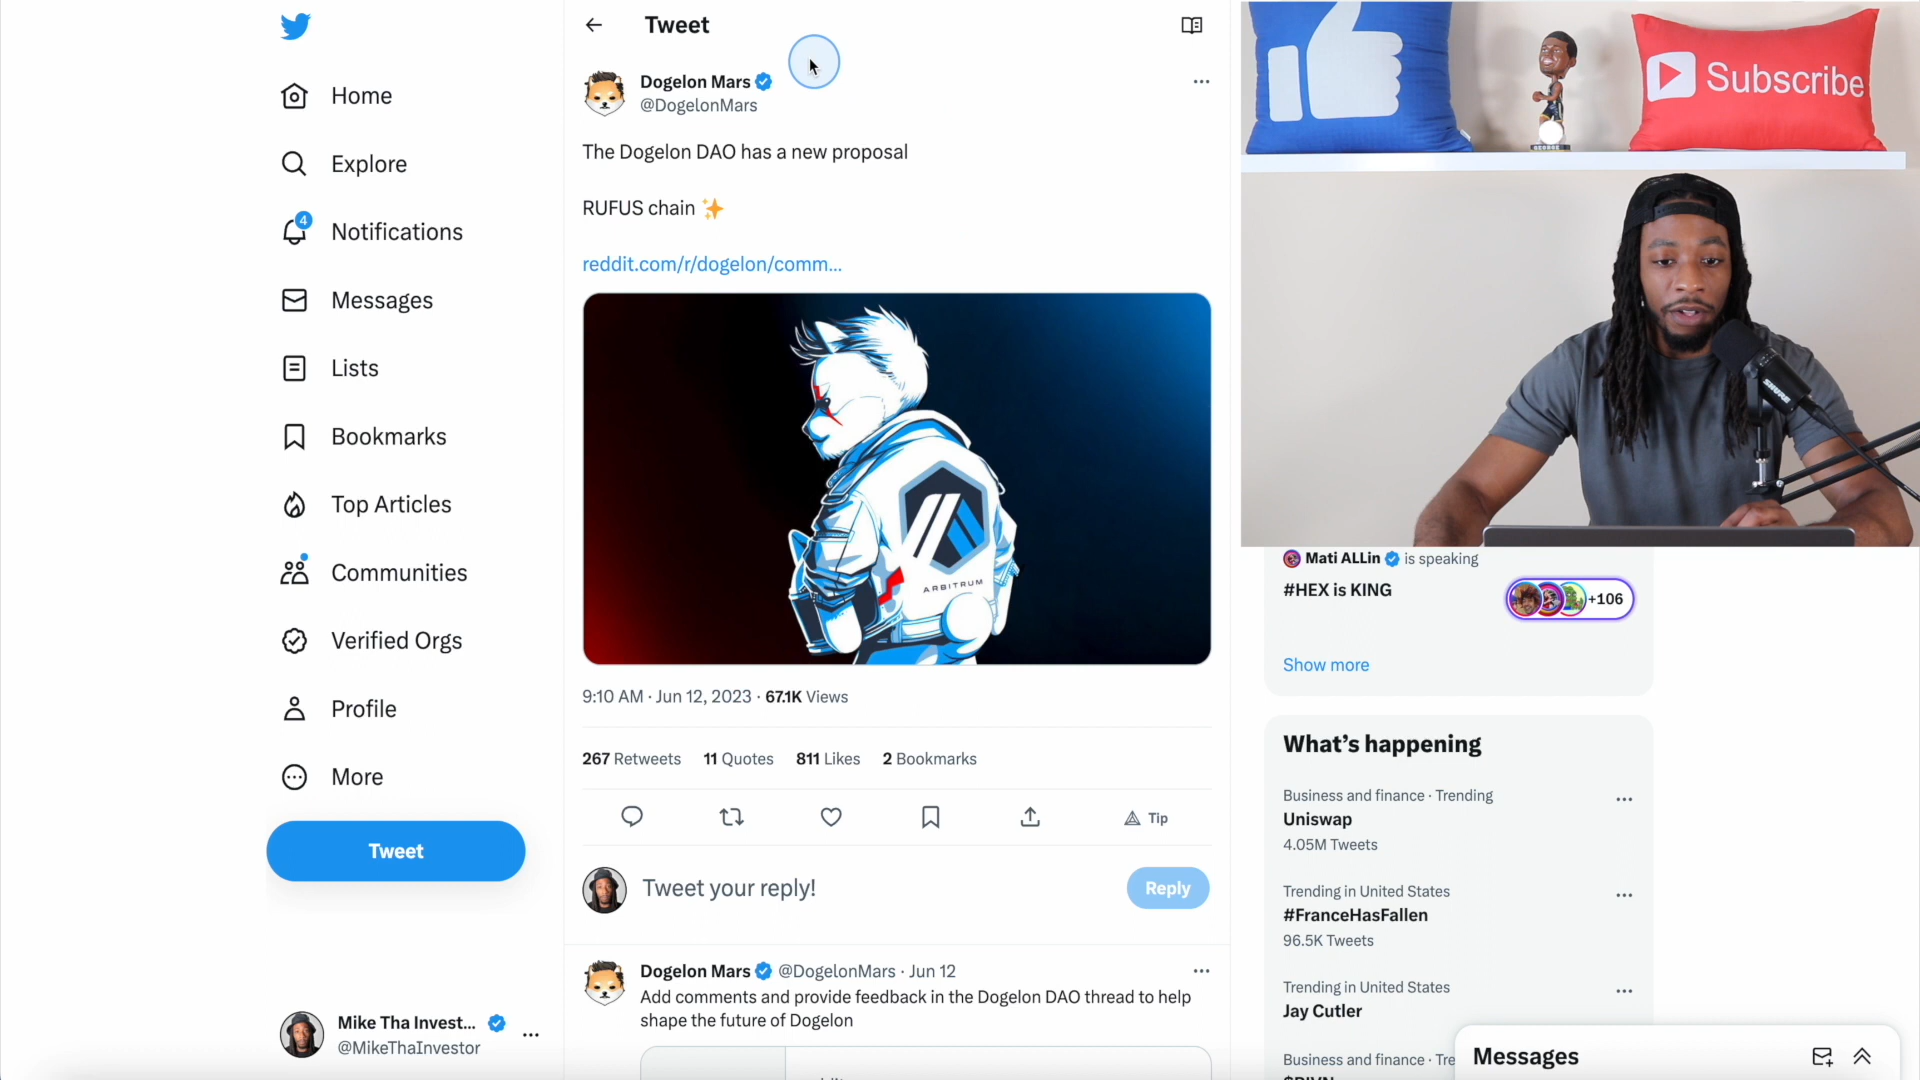 Home
Explore
4
Notifications
Messages
Lists
Bookmarks
Top Articles
Communities
Verified Orgs
Profile
More
Tweet
Mike Tha Invest...
@MikeThaInvestor
Tweet
Dogelon Mars
@DogelonMars
The Dogelon DAO has a new proposal
RUFUS chain ✨
reddit.com/r/dogelon/comm...
ARBITRUM
9:10 AM · Jun 12, 2023 · 67.1K Views
267 Retweets 11 Quotes 811 Likes 2 Bookmarks
Tip
Tweet your reply!
Reply
Dogelon Mars @DogelonMars · Jun 12
Add comments and provide feedback in the Dogelon DAO thread to help
shape the future of Dogelon
Subscribe
GEORGE
SHURE
Mati ALLin is speaking
#HEX is KING
+106
Show more
What’s happening
Business and finance · Trending
Uniswap
4.05M Tweets
Trending in United States
#FranceHasFallen
96.5K Tweets
Trending in United States
Jay Cutler
Business and finance · Tre
Messages